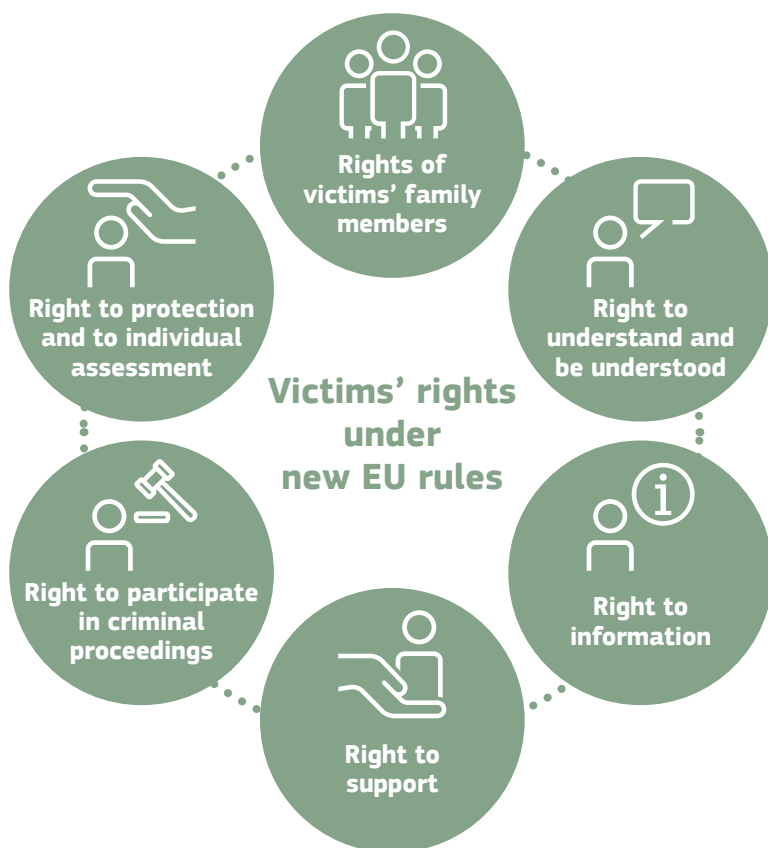 Rights of
victims’ family
members
Right to protection
and to individual
assessment
Right to
understand and
be understood
Victims’ rights
under
new EU rules
Right to participate
in criminal
proceedings
i
Right to
information
Right to
support